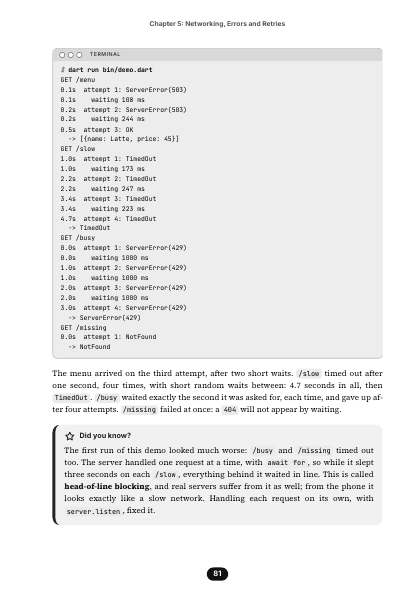 Chapter 5: Networking, Errors and Retries
TERMINAL
$ dart run bin/demo.dart
GET /menu
0.1s  attempt 1: ServerError(503)
0.1s    waiting 108 ms
0.2s  attempt 2: ServerError(503)
0.2s    waiting 244 ms
0.5s  attempt 3: OK
  -> [{name: Latte, price: 45}]
GET /slow
1.0s  attempt 1: TimedOut
1.0s    waiting 173 ms
2.2s  attempt 2: TimedOut
2.2s    waiting 247 ms
3.4s  attempt 3: TimedOut
3.4s    waiting 223 ms
4.7s  attempt 4: TimedOut
  -> TimedOut
GET /busy
0.0s  attempt 1: ServerError(429)
0.0s    waiting 1000 ms
1.0s  attempt 2: ServerError(429)
1.0s    waiting 1000 ms
2.0s  attempt 3: ServerError(429)
2.0s    waiting 1000 ms
3.0s  attempt 4: ServerError(429)
  -> ServerError(429)
GET /missing
0.0s  attempt 1: NotFound
  -> NotFound
The menu arrived on the third attempt, after two short waits. /slow timed out after
one second, four times, with short random waits between: 4.7 seconds in all, then
TimedOut. /busy waited exactly the second it was asked for, each time, and gave up af-
ter four attempts. /missing failed at once: a 404 will not appear by waiting.
Did you know?
The first run of this demo looked much worse: /busy and /missing timed out
too. The server handled one request at a time, with await for, so while it slept
three seconds on each /slow, everything behind it waited in line. This is called
head-of-line blocking, and real servers suffer from it as well; from the phone it
looks exactly like a slow network. Handling each request on its own, with
server.listen, fixed it.
81